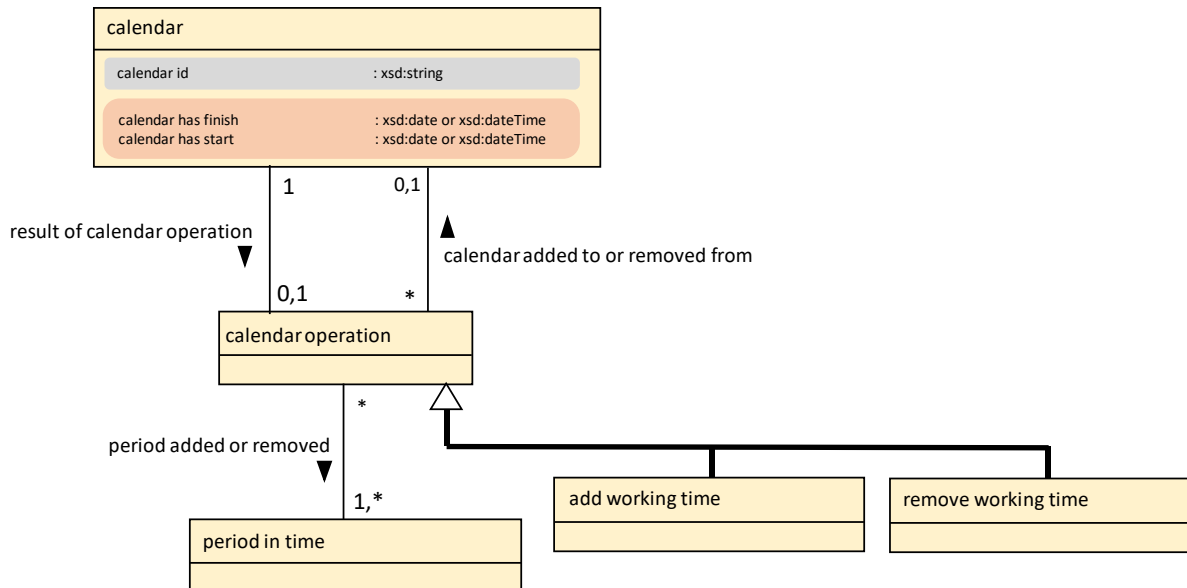 calendar
calendar id : xsd:string
calendar has finish : xsd:date or xsd:dateTime
calendar has start : xsd:date or xsd:dateTime
1 0,1
result of calendar operation
calendar added to or removed from
0,1 *
calendar operation
*
period added or removed
1,*
add working time remove working time
period in time